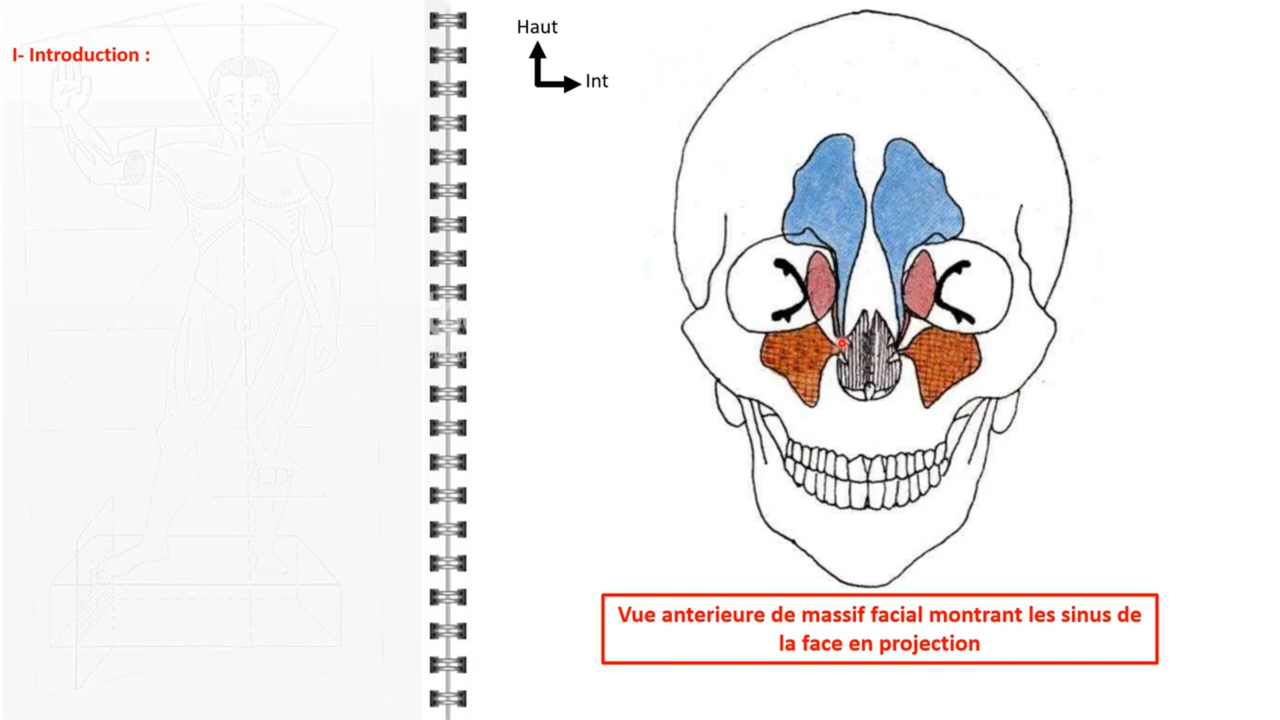 I- Introduction :
Haut
Int
Vue anterieure de massif facial montrant les sinus de
la face en projection